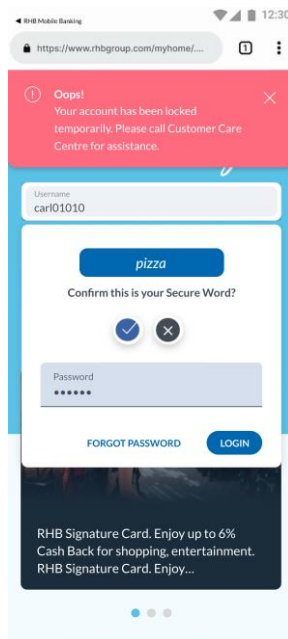 RHB Mobile Banking
12:30
https://www.rhbgroup.com/myhome/....
1
Oops!
Your account has been locked
temporarily. Please call Customer Care
Centre for assistance.
Username
carl01010
pizza
Confirm this is your Secure Word?
Password
••••••
FORGOT PASSWORD
LOGIN
RHB Signature Card. Enjoy up to 6%
Cash Back for shopping, entertainment.
RHB Signature Card. Enjoy...